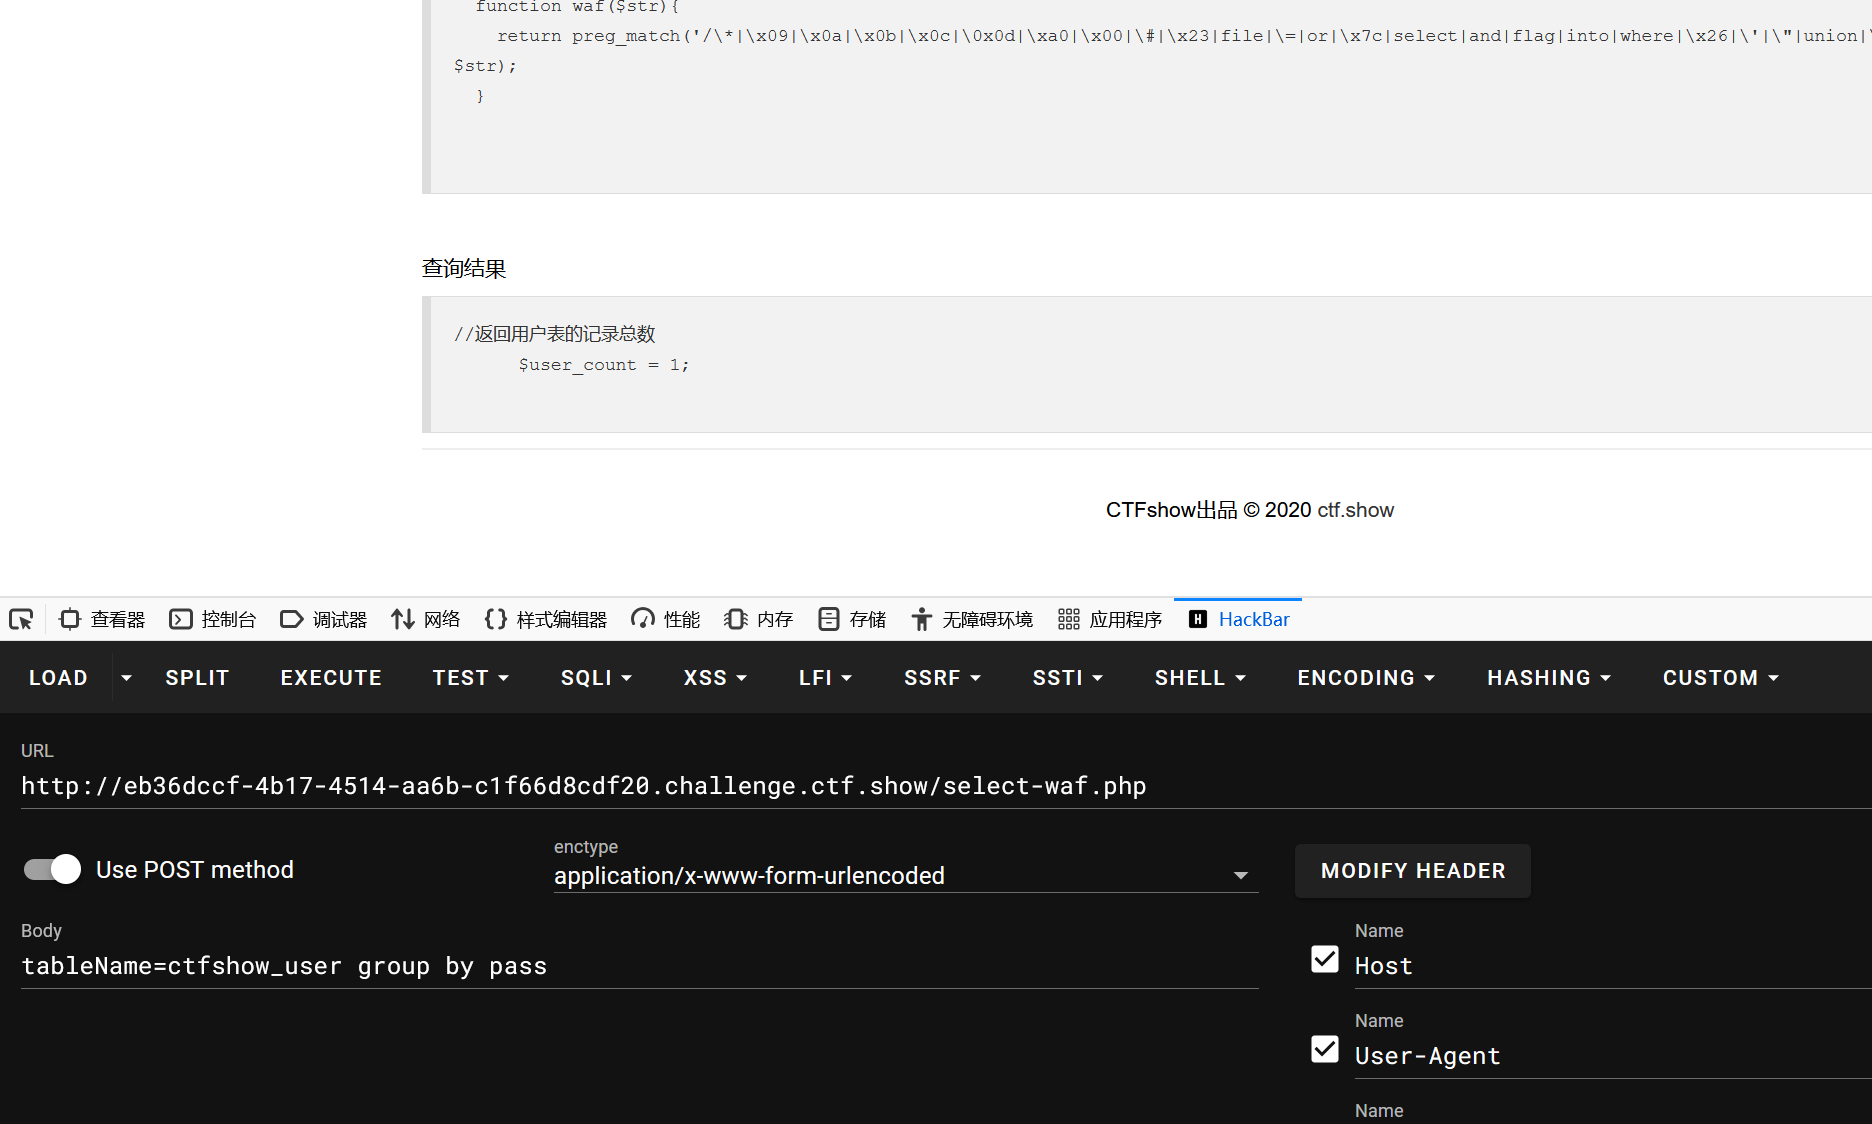 function waf($str){
return preg_match('/\*|\x09|\x0a|\x0b|\x0c|\0x0d|\xa0|\x00|\#|\x23|file|\=|or|\x7c|select|and|flag|into|where|\x26|\'|\"|union|\
$str);
}
查询结果
//返回用户表的记录总数
$user_count = 1;
CTFshow出品 © 2020 ctf.show
查看器 控制台 调试器 网络 样式编辑器 性能 内存 存储 无障碍环境 应用程序 HackBar
LOAD SPLIT EXECUTE TEST SQLI XSS LFI SSRF SSTI SHELL ENCODING HASHING CUSTOM
URL
http://eb36dccf-4b17-4514-aa6b-c1f66d8cdf20.challenge.ctf.show/select-waf.php
Use POST method
enctype
application/x-www-form-urlencoded
MODIFY HEADER
Body
tableName=ctfshow_user group by pass
Name
Host
Name
User-Agent
Name